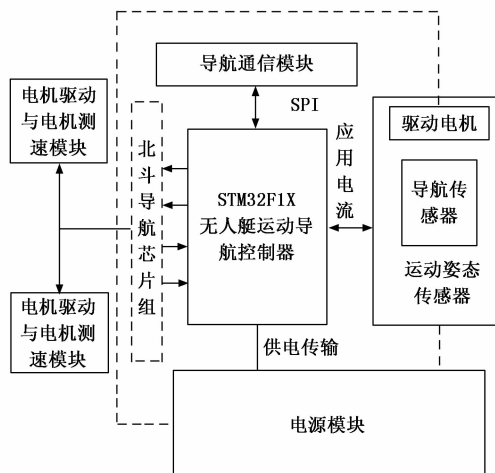 导航通信模块
SPI
电机驱动
与电机测
速模块
北斗导航芯片组
STM32F1X
无人艇运动导
航控制器
应用电流
驱动电机
导航传
感器
运动姿态
传感器
电机驱动
与电机测
速模块
供电传输
电源模块